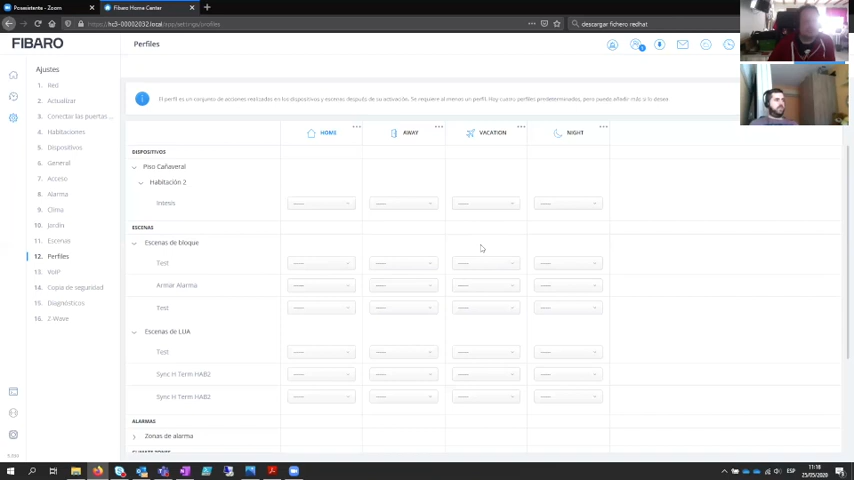 Posexistente - Zoom
Fibaro Home Center
https://hc3-00002032.local/app/settings/profiles
descargar fichero redhat
FIBARO
Perfiles
1
Ajustes
1. Red
2. Actualizar
3. Conectar las puertas ...
4. Habitaciones
5. Dispositivos
6. General
7. Acceso
8. Alarma
9. Clima
10. Jardín
11. Escenas
12. Perfiles
13. VoIP
14. Copia de seguridad
15. Diagnósticos
16. Z-Wave
El perfil es un conjunto de acciones realizadas en los dispositivos y escenas después de su activación. Se requiere al menos un perfil. Hay cuatro perfiles predeterminados, pero puedes añadir más si lo desea
HOME
AWAY
VACATION
NIGHT
DISPOSITIVOS
Piso Cañaveral
Habitación 2
Intesis
ESCENAS
Escenas de bloque
Test
Armar Alarma
Test
Escenas de LUA
Test
Sync H Term HAB2
Sync H Term HAB2
ALARMAS
Zonas de alarma
CLIMATE ZONES
ESP
11:18
25/05/2020